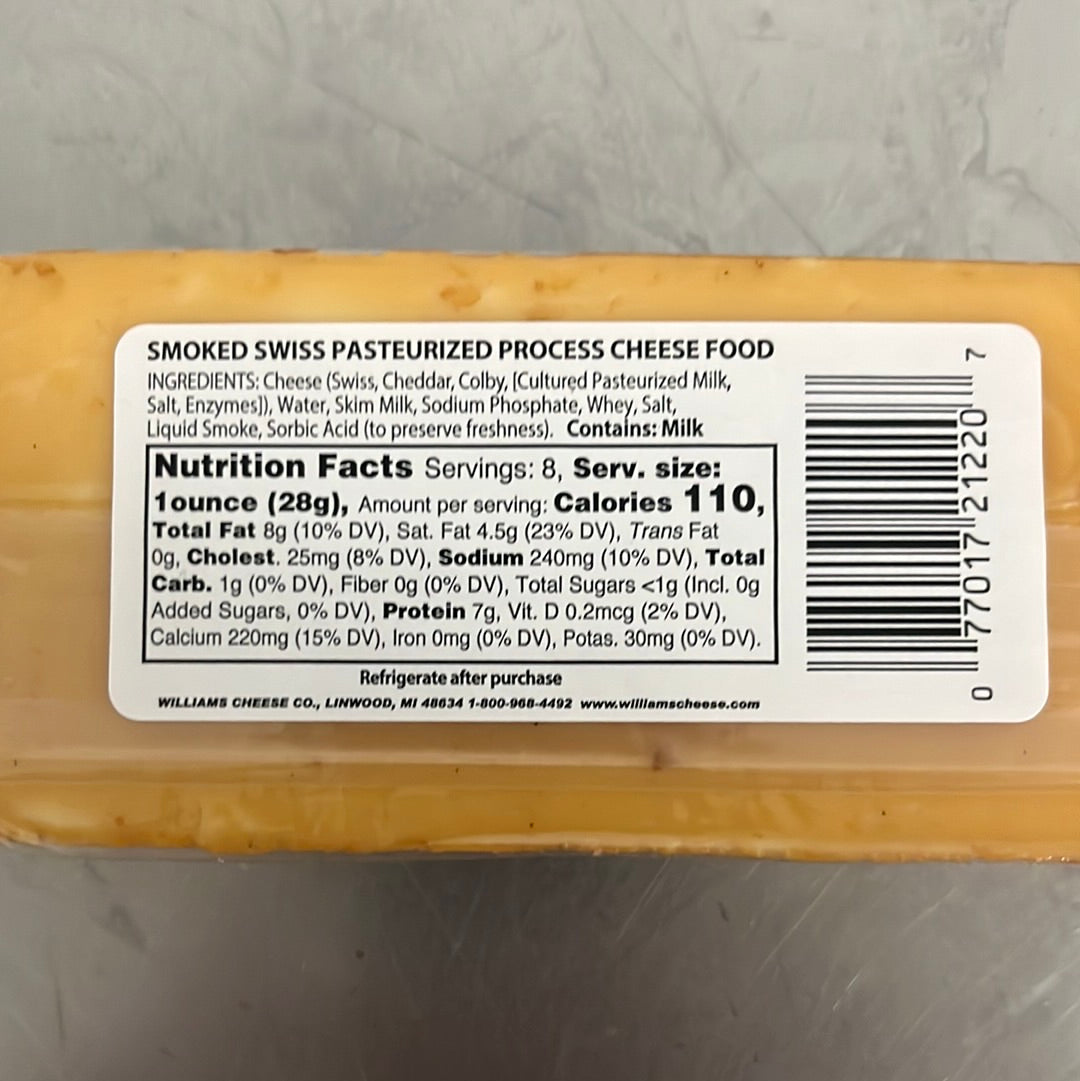 SMOKED SWISS PASTEURIZED PROCESS CHEESE FOOD
INGREDIENTS: Cheese (Swiss, Cheddar, Colby, [Cultured Pasteurized Milk,
Salt, Enzymes]), Water, Skim Milk, Sodium Phosphate, Whey, Salt,
Liquid Smoke, Sorbic Acid (to preserve freshness). Contains: Milk
Nutrition Facts Servings: 8, Serv. size:
1ounce (28g), Amount per serving: Calories 110,
Total Fat 8g (10% DV), Sat. Fat 4.5g (23% DV), Trans Fat
0g, Cholest. 25mg (8% DV), Sodium 240mg (10% DV), Total
Carb. 1g (0% DV), Fiber 0g (0% DV), Total Sugars <1g (Incl. 0g
Added Sugars, 0% DV), Protein 7g, Vit. D 0.2mcg (2% DV),
Calcium 220mg (15% DV), Iron 0mg (0% DV), Potas. 30mg (0% DV).
Refrigerate after purchase
WILLIAMS CHEESE CO., LINWOOD, MI 48634 1-800-968-4492 www.williamscheese.com
0 77017 21220 7